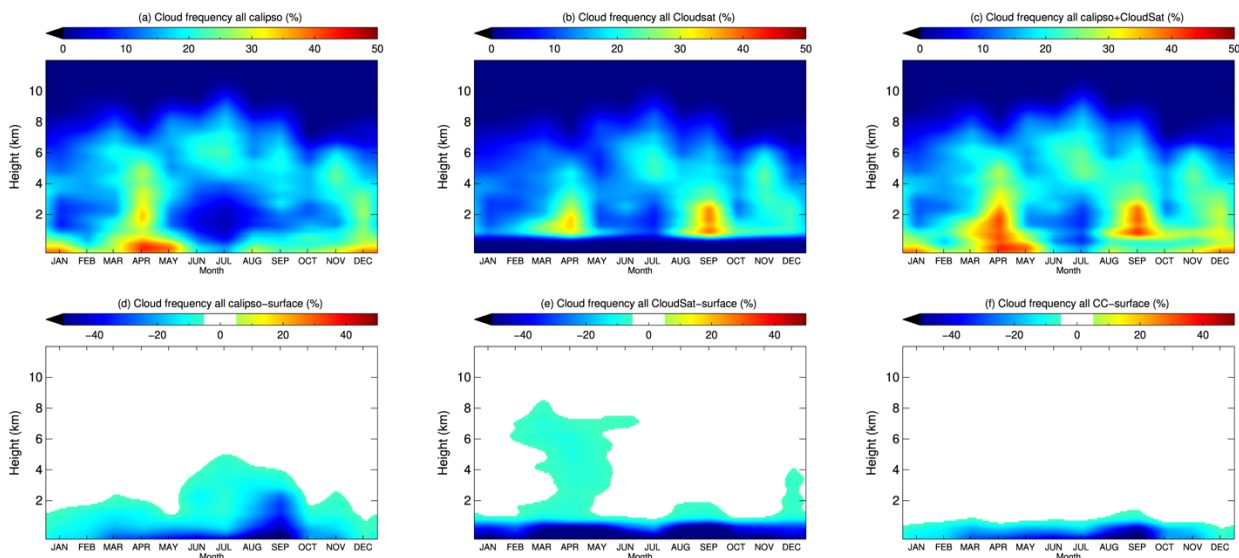 (a) Cloud frequency all calipso (%)
0 10 20 30 40 50
Height (km)
10
8
6
4
2
JAN FEB MAR APR MAY JUN JUL AUG SEP OCT NOV DEC
Month
(b) Cloud frequency all Cloudsat (%)
0 10 20 30 40 50
Height (km)
10
8
6
4
2
JAN FEB MAR APR MAY JUN JUL AUG SEP OCT NOV DEC
Month
(c) Cloud frequency all calipso+CloudSat (%)
0 10 20 30 40 50
Height (km)
10
8
6
4
2
JAN FEB MAR APR MAY JUN JUL AUG SEP OCT NOV DEC
Month
(d) Cloud frequency all calipso-surface (%)
−40 −20 0 20 40
Height (km)
10
8
6
4
2
JAN FEB MAR APR MAY JUN JUL AUG SEP OCT NOV DEC
Month
(e) Cloud frequency all CloudSat-surface (%)
−40 −20 0 20 40
Height (km)
10
8
6
4
2
JAN FEB MAR APR MAY JUN JUL AUG SEP OCT NOV DEC
Month
(f) Cloud frequency all CC-surface (%)
−40 −20 0 20 40
Height (km)
10
8
6
4
2
JAN FEB MAR APR MAY JUN JUL AUG SEP OCT NOV DEC
Month